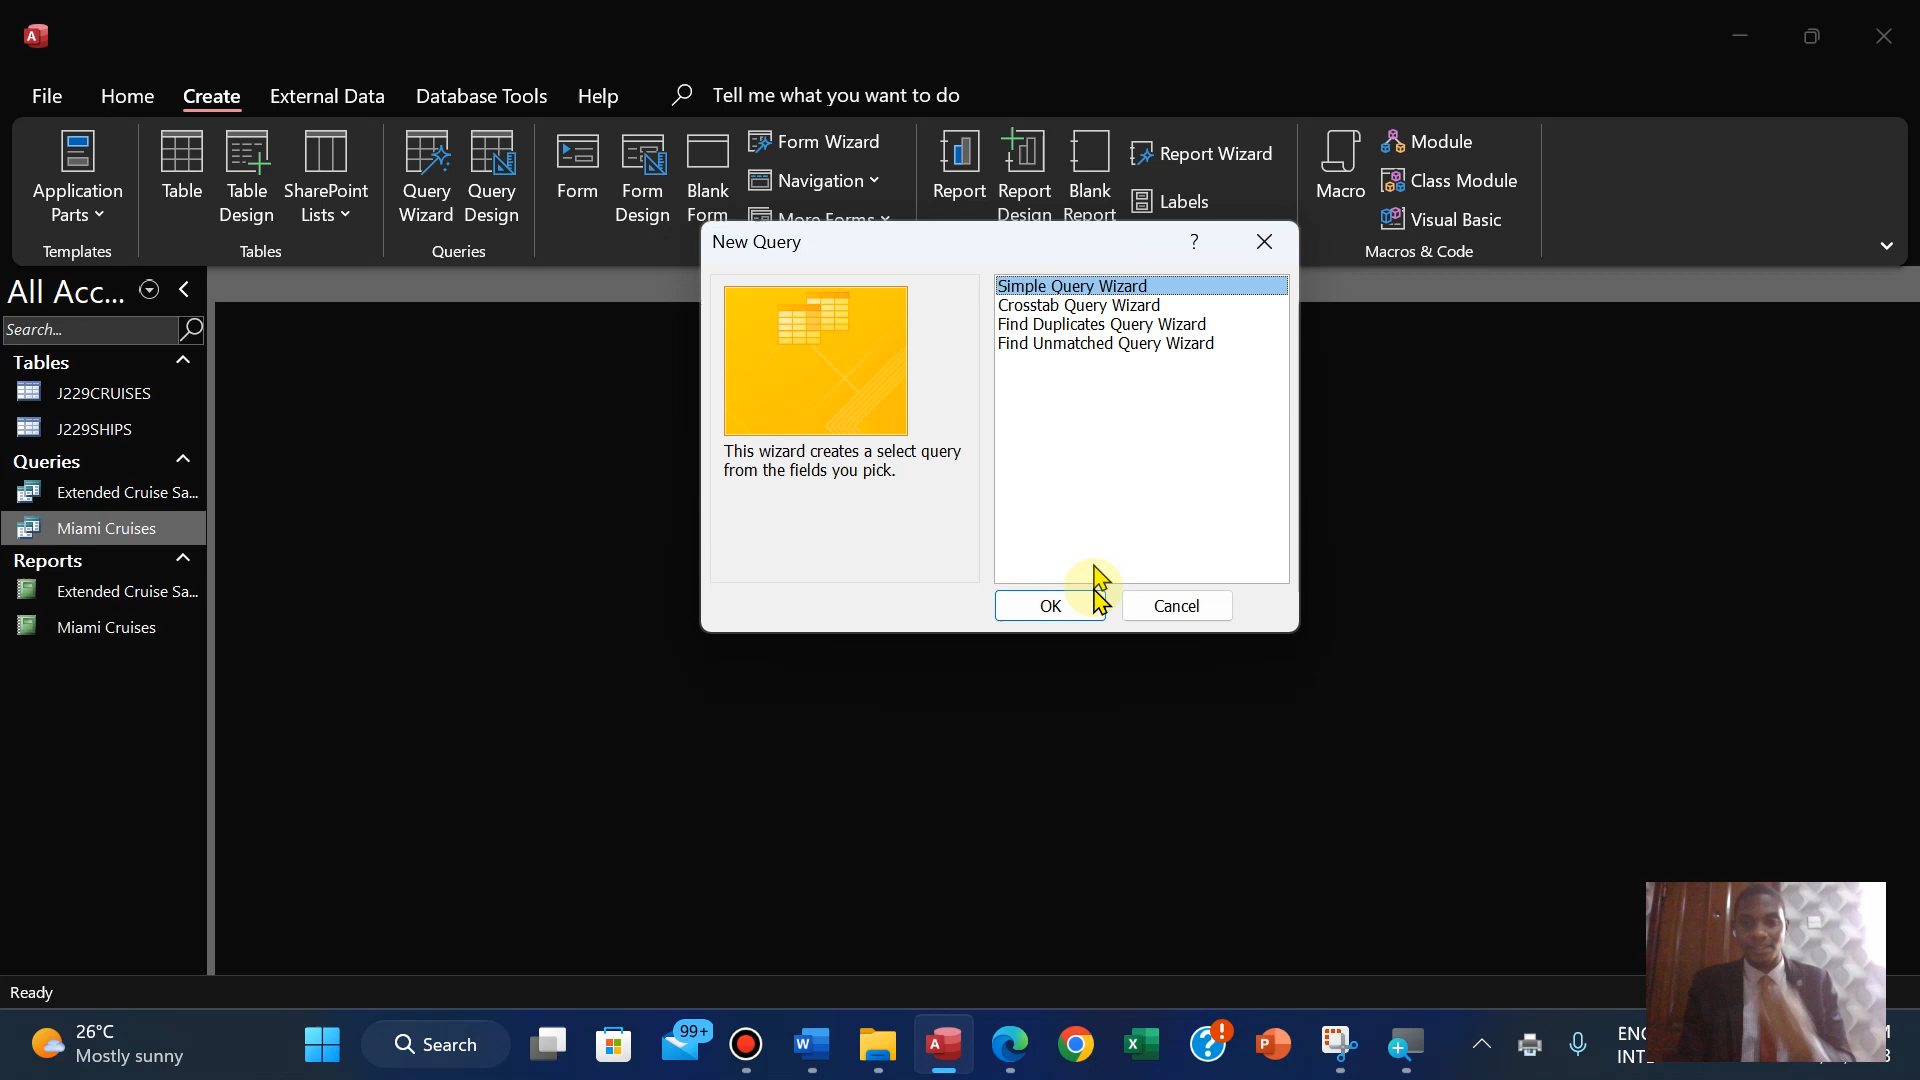 A
File Home Create External Data Database Tools Help Tell me what you want to do
Application
Parts
Templates
Table
Table
Design
SharePoint
Lists
Tables
Query
Wizard
Query
Design
Queries
Form
Form
Design
Blank
Form
Form Wizard
Navigation
More Forms
Report
Report
Design
Blank
Report
Report Wizard
Labels
Macro
Module
Class Module
Visual Basic
Macros & Code
All Acc...
Search...
Tables
J229CRUISES
J229SHIPS
Queries
Extended Cruise Sa...
Miami Cruises
Reports
Extended Cruise Sa...
Miami Cruises
New Query
?
This wizard creates a select query
from the fields you pick.
Simple Query Wizard
Crosstab Query Wizard
Find Duplicates Query Wizard
Find Unmatched Query Wizard
OK
Cancel
Ready
26°C
Mostly sunny
Search
99+
W
A
X
?
!
P
ENG